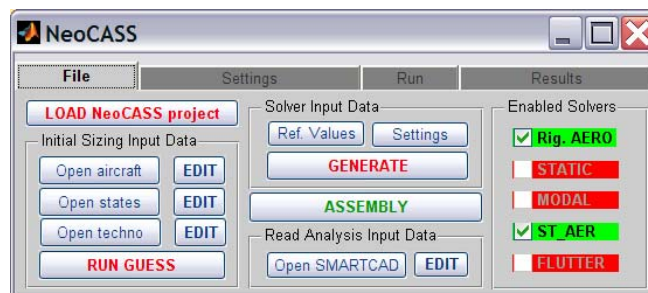 NeoCASS
File Settings Run Results
LOAD NeoCASS project
Initial Sizing Input Data
Open aircraft EDIT
Open states EDIT
Open techno EDIT
RUN GUESS
Solver Input Data
Ref. Values Settings
GENERATE
ASSEMBLY
Read Analysis Input Data
Open SMARTCAD EDIT
Enabled Solvers
Rig. AERO
STATIC
MODAL
ST_AER
FLUTTER